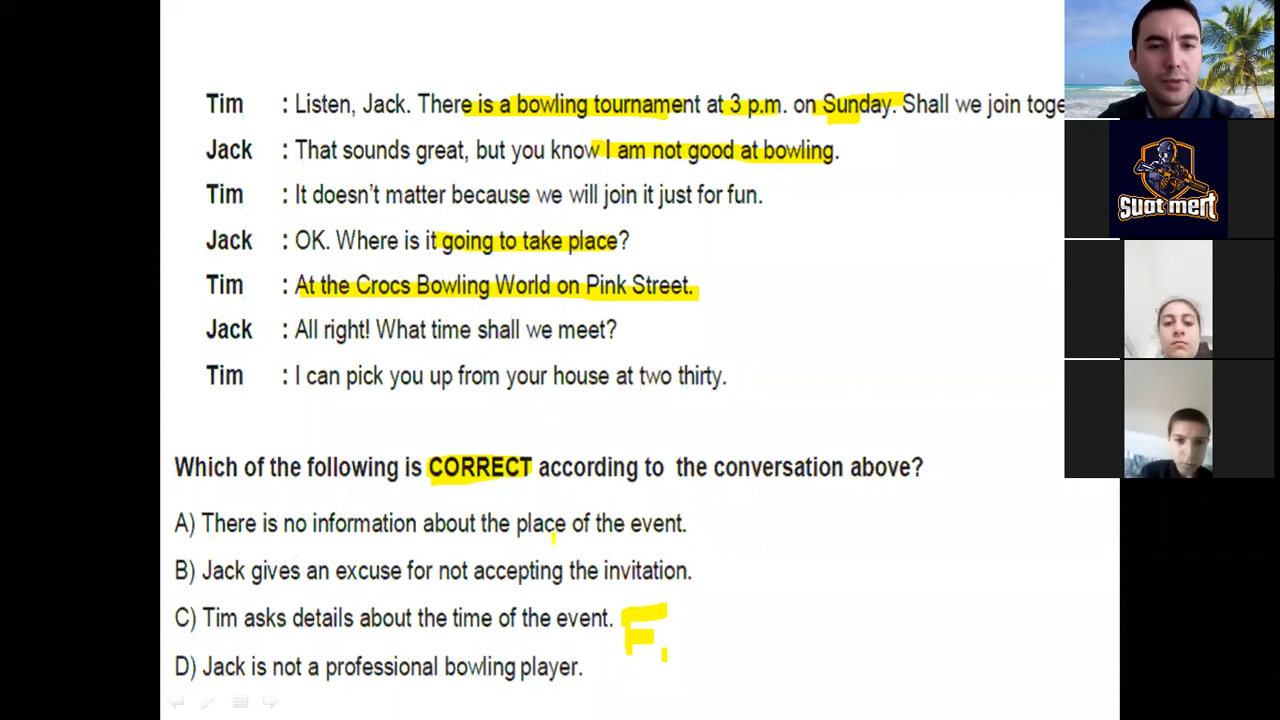 Tim : Listen, Jack. There is a bowling tournament at 3 p.m. on Sunday. Shall we join toge
Jack : That sounds great, but you know I am not good at bowling.
Tim : It doesn't matter because we will join it just for fun.
Jack : OK. Where is it going to take place?
Tim : At the Crocs Bowling World on Pink Street.
Jack : All right! What time shall we meet?
Tim : I can pick you up from your house at two thirty.
Which of the following is CORRECT according to the conversation above?
A) There is no information about the place of the event.
B) Jack gives an excuse for not accepting the invitation.
C) Tim asks details about the time of the event. F
D) Jack is not a professional bowling player.
SUOT MERT